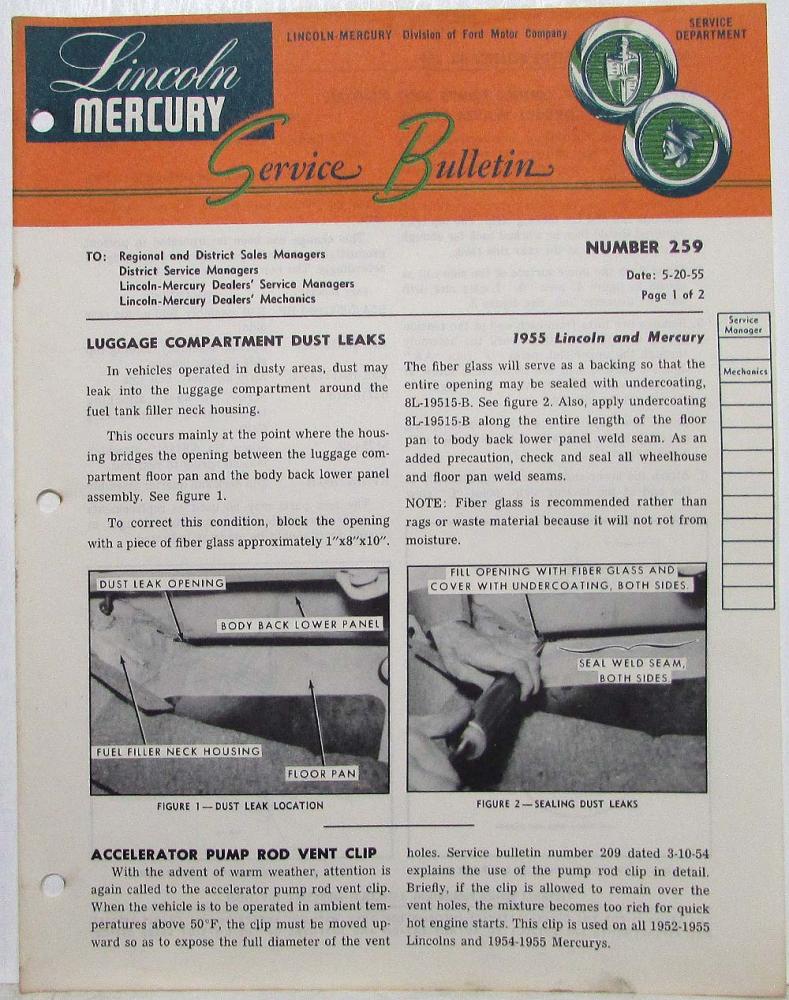 Lincoln
MERCURY
LINCOLN-MERCURY Division of Ford Motor Company
SERVICE
DEPARTMENT
Service Bulletin
TO: Regional and District Sales Managers
District Service Managers
Lincoln-Mercury Dealers' Service Managers
Lincoln-Mercury Dealers' Mechanics
NUMBER 259
Date: 5-20-55
Page 1 of 2
Service
Manager
Mechanics
LUGGAGE COMPARTMENT DUST LEAKS
1955 Lincoln and Mercury
In vehicles operated in dusty areas, dust may
leak into the luggage compartment around the
fuel tank filler neck housing.
This occurs mainly at the point where the hous-
ing bridges the opening between the luggage com-
partment floor pan and the body back lower panel
assembly. See figure 1.
To correct this condition, block the opening
with a piece of fiber glass approximately 1"x8"x10".
The fiber glass will serve as a backing so that the
entire opening may be sealed with undercoating,
8L-19515-B. See figure 2. Also, apply undercoating
8L-19515-B along the entire length of the floor
pan to body back lower panel weld seam. As an
added precaution, check and seal all wheelhouse
and floor pan weld seams.
NOTE: Fiber glass is recommended rather than
rags or waste material because it will not rot from
moisture.
DUST LEAK OPENING
BODY BACK LOWER PANEL
FUEL FILLER NECK HOUSING
FLOOR PAN
FIGURE 1—DUST LEAK LOCATION
FILL OPENING WITH FIBER GLASS AND
COVER WITH UNDERCOATING, BOTH SIDES.
SEAL WELD SEAM,
BOTH SIDES
FIGURE 2—SEALING DUST LEAKS
ACCELERATOR PUMP ROD VENT CLIP
With the advent of warm weather, attention is
again called to the accelerator pump rod vent clip.
When the vehicle is to be operated in ambient tem-
peratures above 50°F, the clip must be moved up-
ward so as to expose the full diameter of the vent
holes. Service bulletin number 209 dated 3-10-54
explains the use of the pump rod clip in detail.
Briefly, if the clip is allowed to remain over the
vent holes, the mixture becomes too rich for quick
hot engine starts. This clip is used on all 1952-1955
Lincolns and 1954-1955 Mercurys.